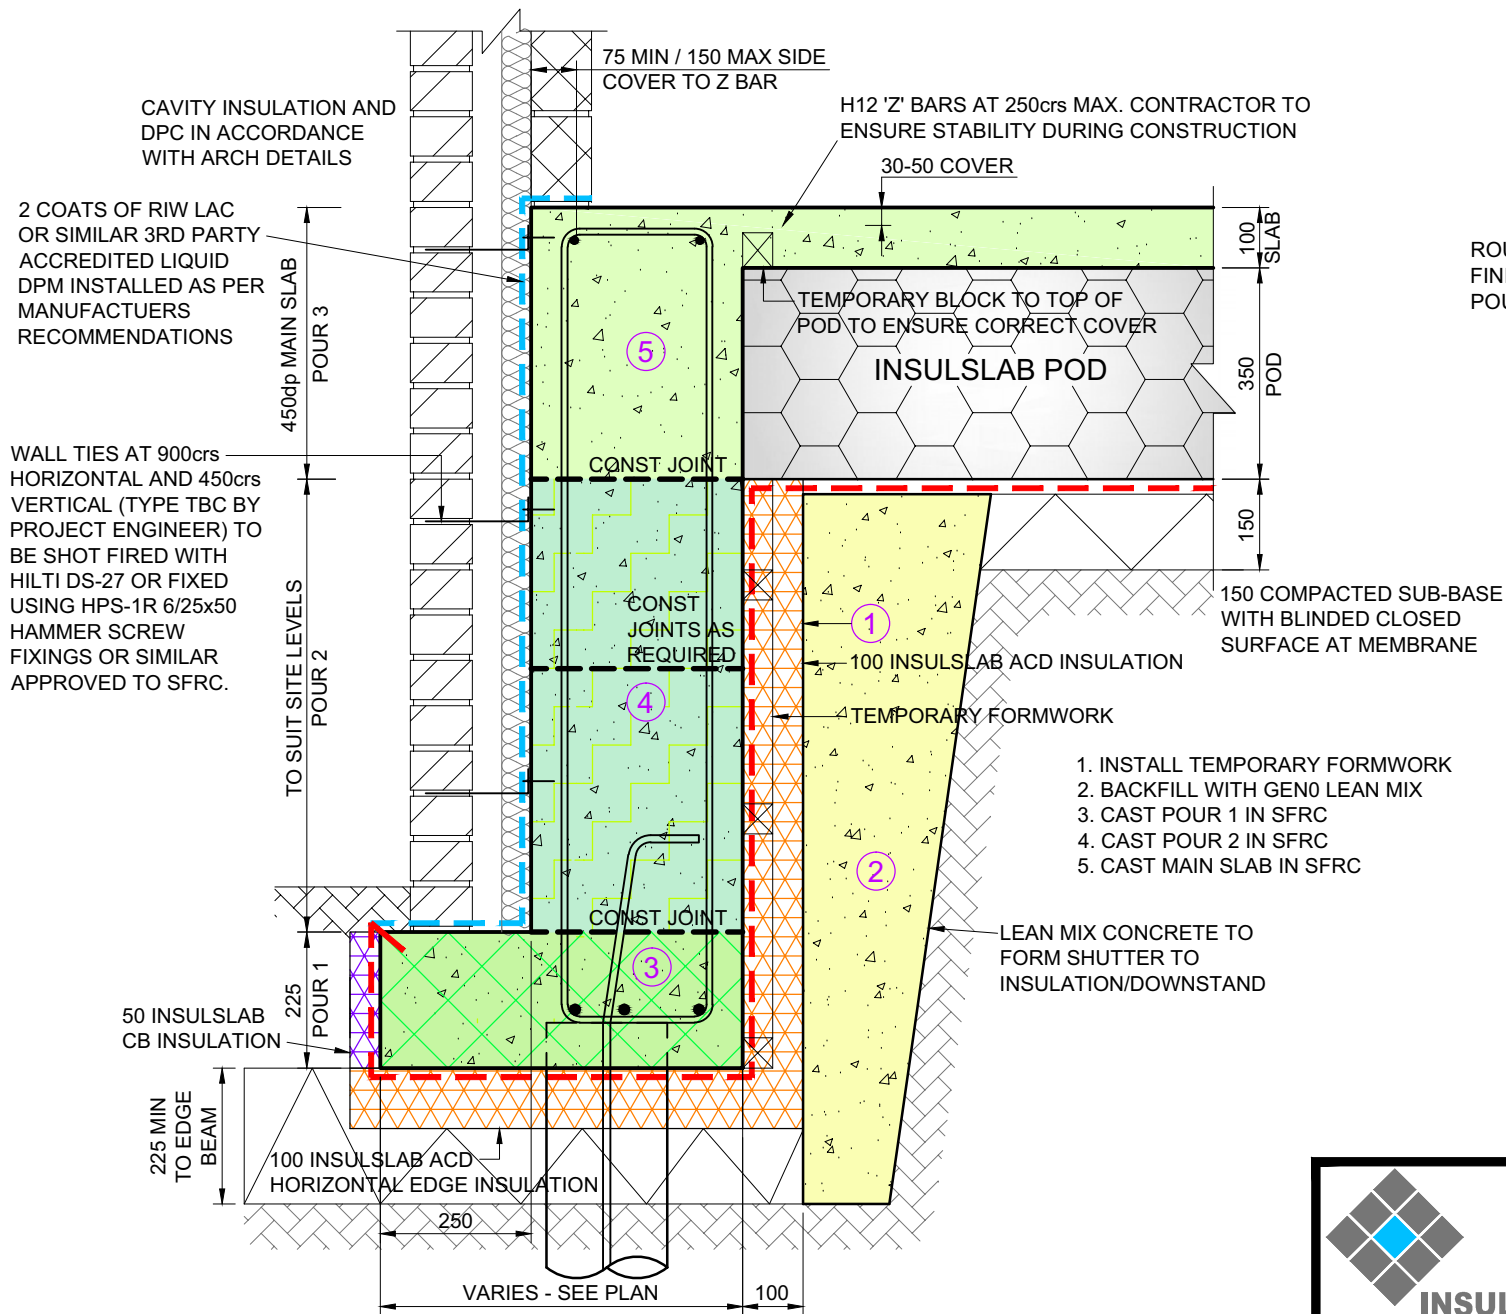 75 MIN / 150 MAX SIDE
COVER TO Z BAR
CAVITY INSULATION AND
DPC IN ACCORDANCE
WITH ARCH DETAILS
H12 'Z' BARS AT 250crs MAX. CONTRACTOR TO
ENSURE STABILITY DURING CONSTRUCTION
30-50 COVER
2 COATS OF RIW LAC
OR SIMILAR 3RD PARTY
ACCREDITED LIQUID
DPM INSTALLED AS PER
MANUFACTUERS
RECOMMENDATIONS
450dp MAIN SLAB
POUR 3
100
SLAB
ROU
FINI
POU
TEMPORARY BLOCK TO TOP OF
POD TO ENSURE CORRECT COVER
5
INSULSLAB POD
350
POD
WALL TIES AT 900crs
HORIZONTAL AND 450crs
VERTICAL (TYPE TBC BY
PROJECT ENGINEER) TO
BE SHOT FIRED WITH
HILTI DS-27 OR FIXED
USING HPS-1R 6/25x50
HAMMER SCREW
FIXINGS OR SIMILAR
APPROVED TO SFRC.
CONST JOINT
TO SUIT SITE LEVELS
POUR 2
150
150 COMPACTED SUB-BASE
WITH BLINDED CLOSED
SURFACE AT MEMBRANE
CONST
JOINTS AS
REQUIRED
1
100 INSULSLAB ACD INSULATION
4
TEMPORARY FORMWORK
1. INSTALL TEMPORARY FORMWORK
2. BACKFILL WITH GEN0 LEAN MIX
3. CAST POUR 1 IN SFRC
4. CAST POUR 2 IN SFRC
5. CAST MAIN SLAB IN SFRC
2
CONST JOINT
3
LEAN MIX CONCRETE TO
FORM SHUTTER TO
INSULATION/DOWNSTAND
225
POUR 1
50 INSULSLAB
CB INSULATION
225 MIN
TO EDGE
BEAM
100 INSULSLAB ACD
HORIZONTAL EDGE INSULATION
250
VARIES - SEE PLAN
100
INSUL